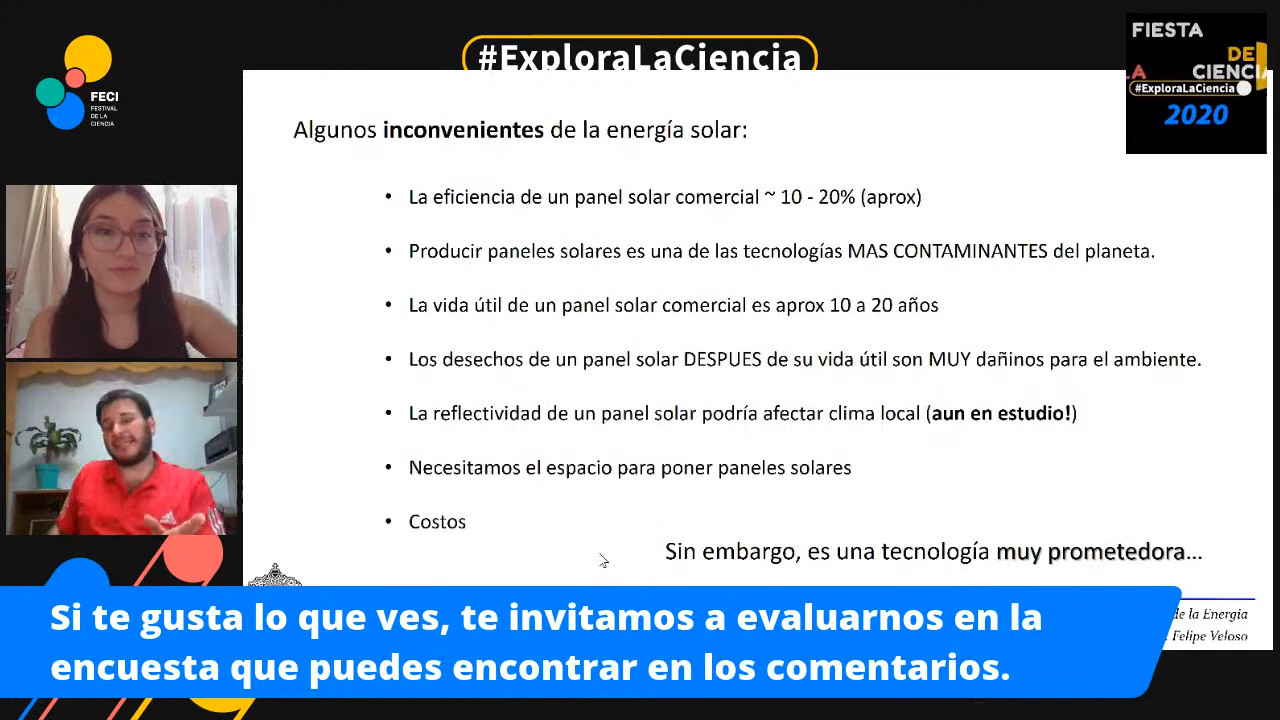 #ExploraLaCiencia
FIESTA
DE
LA CIENCIA
#ExploraLaCiencia
2020
FECI
FESTIVAL
DE LA
CIENCIA
Algunos inconvenientes de la energía solar:
• La eficiencia de un panel solar comercial ~ 10 - 20% (aprox)
• Producir paneles solares es una de las tecnologías MAS CONTAMINANTES del planeta.
• La vida útil de un panel solar comercial es aprox 10 a 20 años
• Los desechos de un panel solar DESPUES de su vida útil son MUY dañinos para el ambiente.
• La reflectividad de un panel solar podría afectar clima local (aun en estudio!)
• Necesitamos el espacio para poner paneles solares
• Costos
Sin embargo, es una tecnología muy prometedora...
de la Energia
Felipe Veloso
Si te gusta lo que ves, te invitamos a evaluarnos en la
encuesta que puedes encontrar en los comentarios.